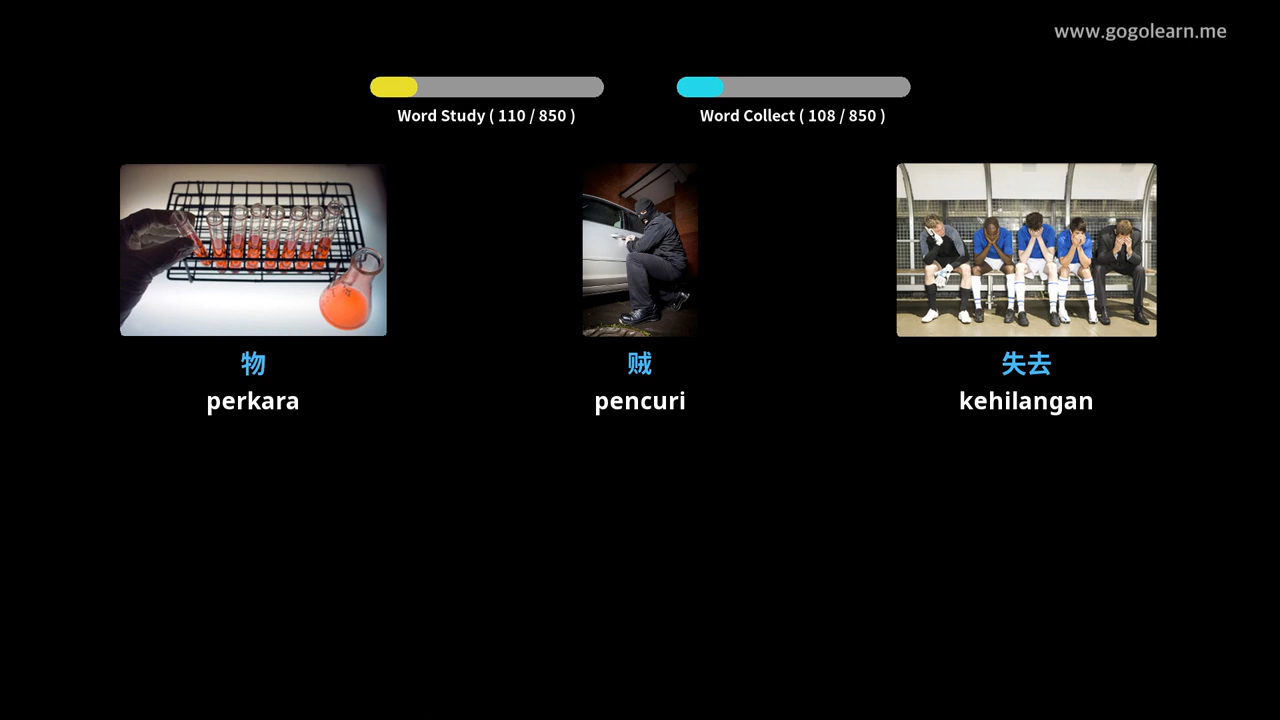 www.gogolearn.me
Word Study ( 110 / 850 )
Word Collect ( 108 / 850 )
物
perkara
贼
pencuri
失去
kehilangan